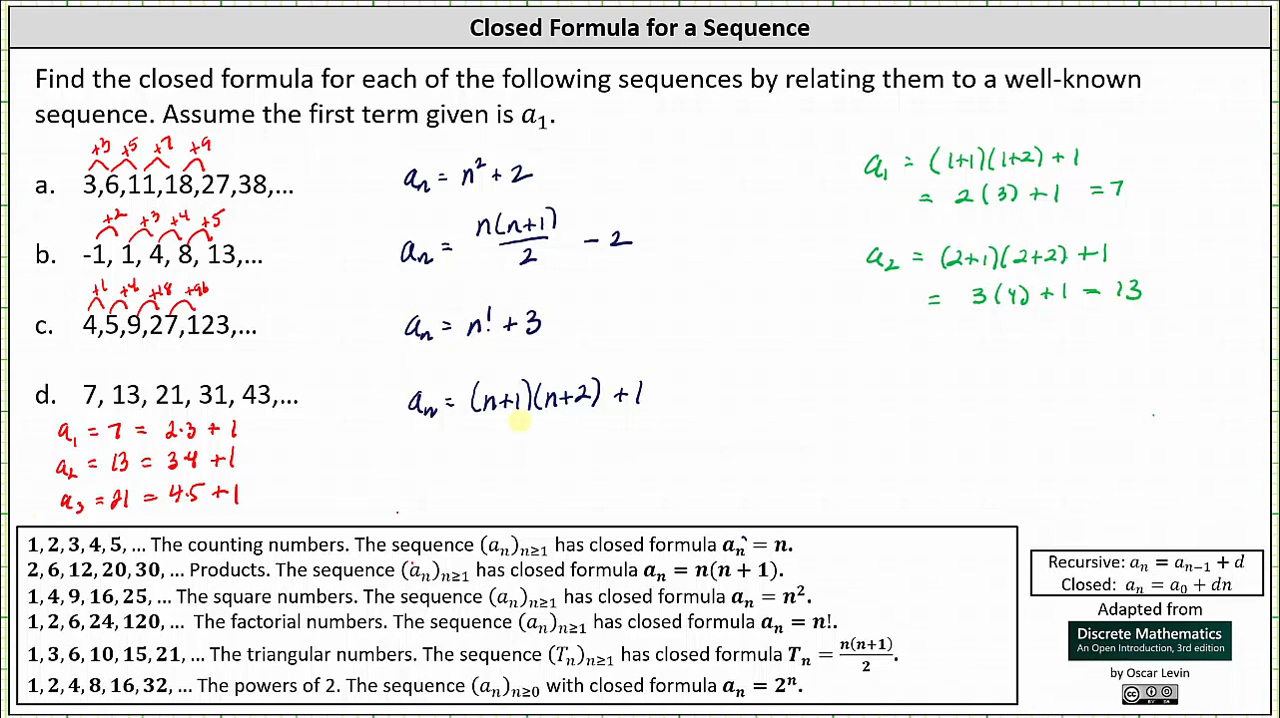 Closed Formula for a Sequence
Find the closed formula for each of the following sequences by relating them to a well-known
sequence. Assume the first term given is a₁.
+3 +5 +7 +9
a. 3,6,11,18,27,38,...
aₙ = n² + 2
+2 +3 +4 +5
b. -1, 1, 4, 8, 13,...
aₙ = n(n+1)/2 - 2
+1 +4 +18 +96
c. 4,5,9,27,123,...
aₙ = n! + 3
d. 7, 13, 21, 31, 43,...
aₙ = (n+1)(n+2) + 1
a₁ = 7 = 2·3 + 1
a₂ = 13 = 3·4 + 1
a₃ = 21 = 4·5 + 1
a₁ = (1+1)(1+2) + 1
= 2(3) + 1 = 7
a₂ = (2+1)(2+2) + 1
= 3(4) + 1 = 13
1, 2, 3, 4, 5, ... The counting numbers. The sequence (aₙ)ₙ≥₁ has closed formula aₙ = n.
2, 6, 12, 20, 30, ... Products. The sequence (aₙ)ₙ≥₁ has closed formula aₙ = n(n + 1).
1, 4, 9, 16, 25, ... The square numbers. The sequence (aₙ)ₙ≥₁ has closed formula aₙ = n².
1, 2, 6, 24, 120, ... The factorial numbers. The sequence (aₙ)ₙ≥₁ has closed formula aₙ = n!.
1, 3, 6, 10, 15, 21, ... The triangular numbers. The sequence (Tₙ)ₙ≥₁ has closed formula Tₙ = n(n+1)/2.
1, 2, 4, 8, 16, 32, ... The powers of 2. The sequence (aₙ)ₙ≥₀ with closed formula aₙ = 2ⁿ.
Recursive: aₙ = aₙ₋₁ + d
Closed: aₙ = a₀ + dn
Adapted from
Discrete Mathematics
An Open Introduction, 3rd edition
by Oscar Levin
CC
BY SA